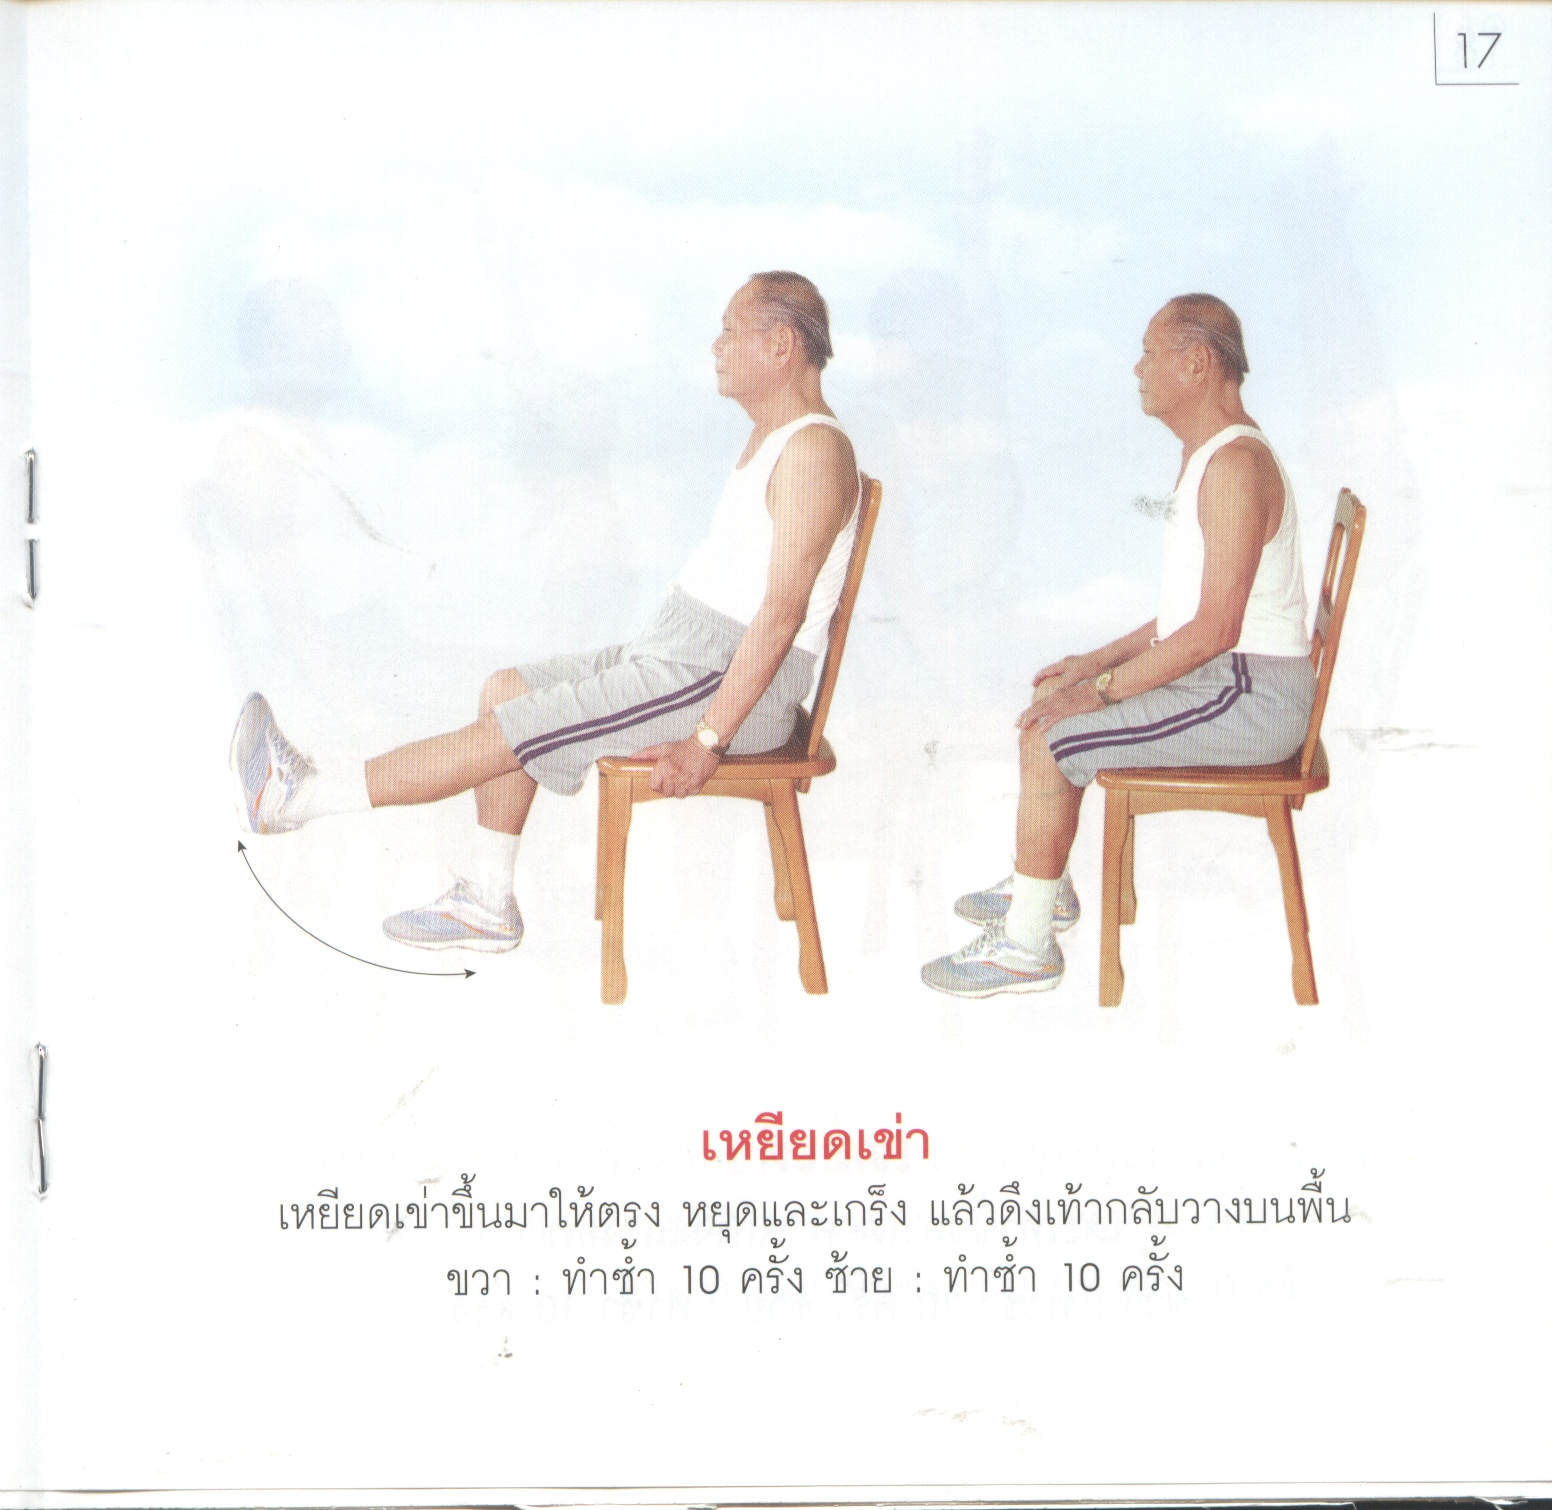 17
เหยียดเข่า
เหยียดเข่าขึ้นมาให้ตรง หยุดและเกร็ง แล้วดึงเท้ากลับวางบนพื้น
ขวา : ทำซ้ำ 10 ครั้ง ซ้าย : ทำซ้ำ 10 ครั้ง